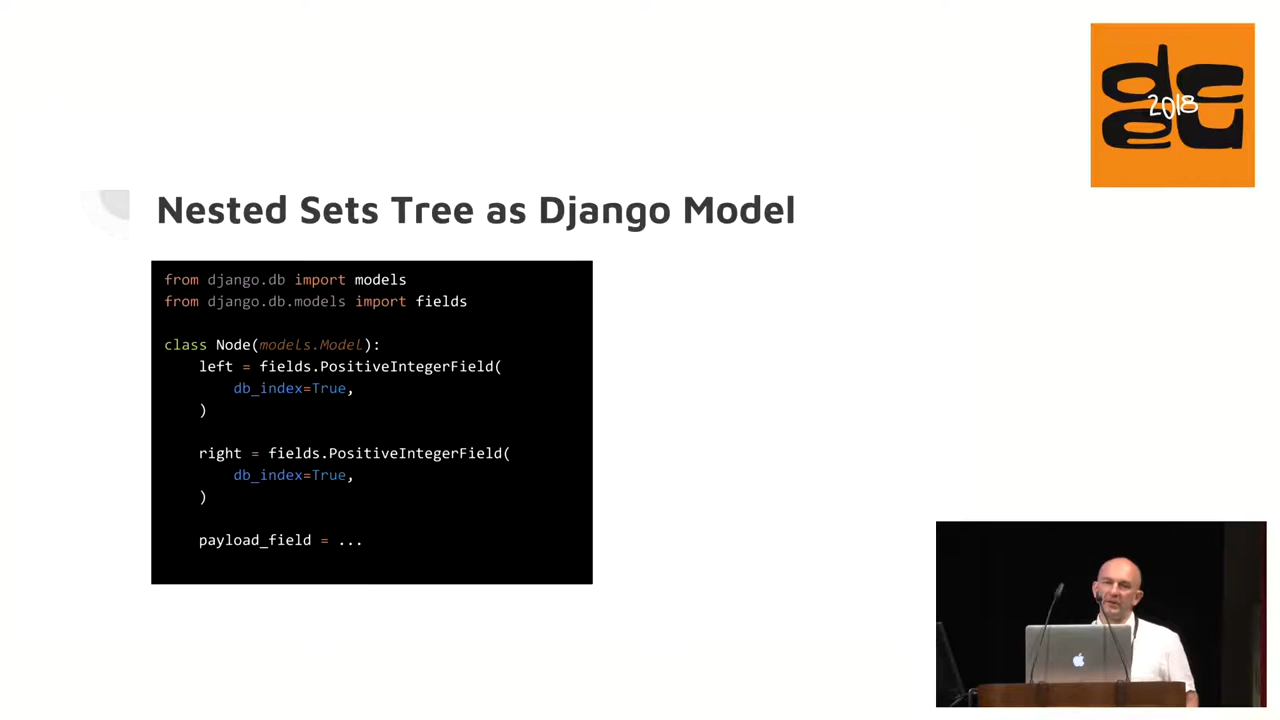 2018
Nested Sets Tree as Django Model
from django.db import models
from django.db.models import fields
class Node(models.Model):
left = fields.PositiveIntegerField(
db_index=True,
)
right = fields.PositiveIntegerField(
db_index=True,
)
payload_field = ...